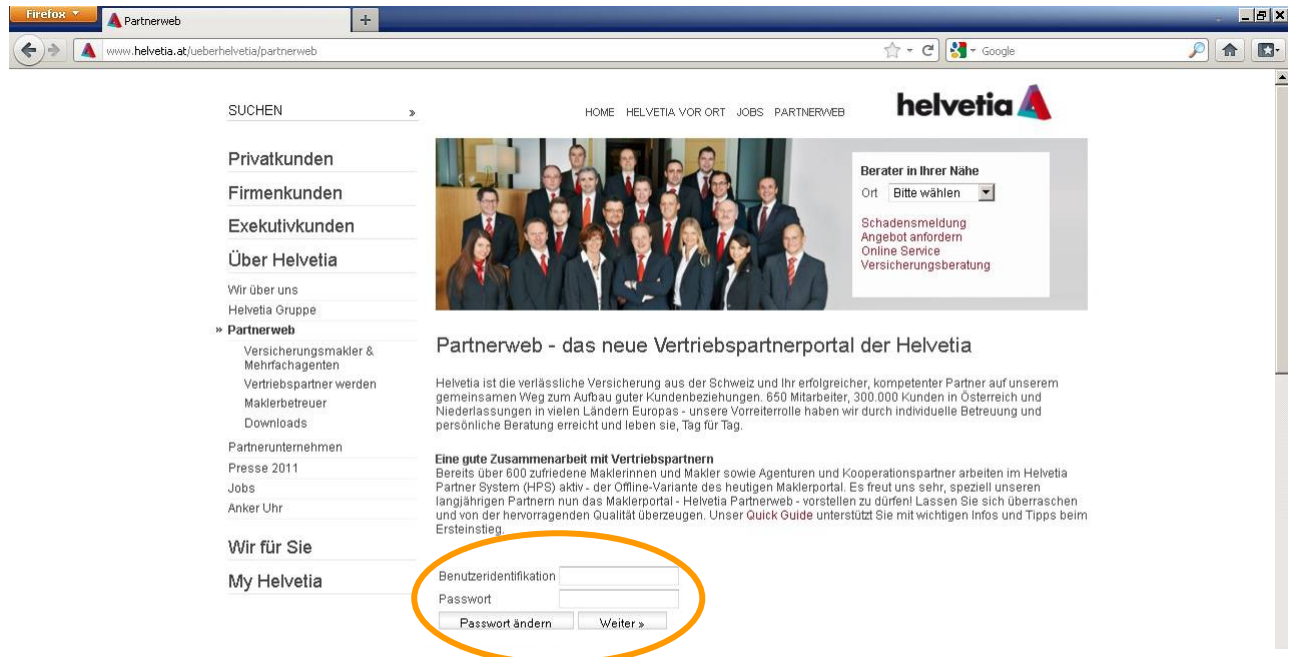 Firefox
Partnerweb
www.helvetia.at/ueberhelvetia/partnerweb
Google
SUCHEN »
HOME HELVETIA VOR ORT JOBS PARTNERWEB
helvetia
Privatkunden
Firmenkunden
Exekutivkunden
Über Helvetia
Wir über uns
Helvetia Gruppe
» Partnerweb
Versicherungsmakler &
Mehrfachagenten
Vertriebspartner werden
Maklerbetreuer
Downloads
Partnerunternehmen
Presse 2011
Jobs
Anker Uhr
Wir für Sie
My Helvetia
Berater in Ihrer Nähe
Ort Bitte wählen
Schadensmeldung
Angebot anfordern
Online Service
Versicherungsberatung
Partnerweb - das neue Vertriebspartnerportal der Helvetia
Helvetia ist die verlässliche Versicherung aus der Schweiz und Ihr erfolgreicher, kompetenter Partner auf unserem
gemeinsamen Weg zum Aufbau guter Kundenbeziehungen. 650 Mitarbeiter, 300.000 Kunden in Österreich und
Niederlassungen in vielen Ländern Europas - unsere Vorreiterrolle haben wir durch individuelle Betreuung und
persönliche Beratung erreicht und leben sie, Tag für Tag.
Eine gute Zusammenarbeit mit Vertriebspartnern
Bereits über 600 zufriedene Maklerinnen und Makler sowie Agenturen und Kooperationspartner arbeiten im Helvetia
Partner System (HPS) aktiv - der Offline-Variante des heutigen Maklerportal. Es freut uns sehr, speziell unseren
langjährigen Partnern nun das Maklerportal - Helvetia Partnerweb - vorstellen zu dürfen! Lassen Sie sich überraschen
und von der hervorragenden Qualität überzeugen. Unser Quick Guide unterstützt Sie mit wichtigen Infos und Tipps beim
Ersteinstieg.
Benutzeridentifikation
Passwort
Passwort ändern Weiter »